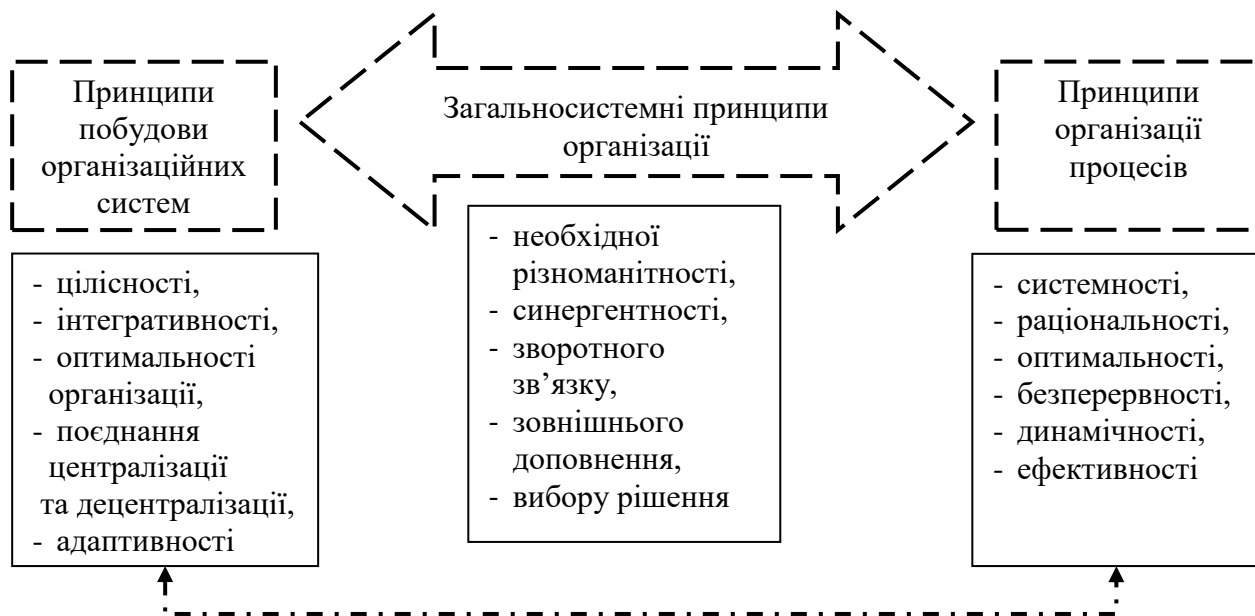 Принципи
побудови
організаційних
систем
Загальносистемні принципи
організації
Принципи
організації
процесів
- цілісності,
- інтегративності,
- оптимальності
організації,
- поєднання
централізації
та децентралізації,
- адаптивності
- необхідної
різноманітності,
- синергентності,
- зворотного
зв’язку,
- зовнішнього
доповнення,
- вибору рішення
- системності,
- раціональності,
- оптимальності,
- безперервності,
- динамічності,
- ефективності